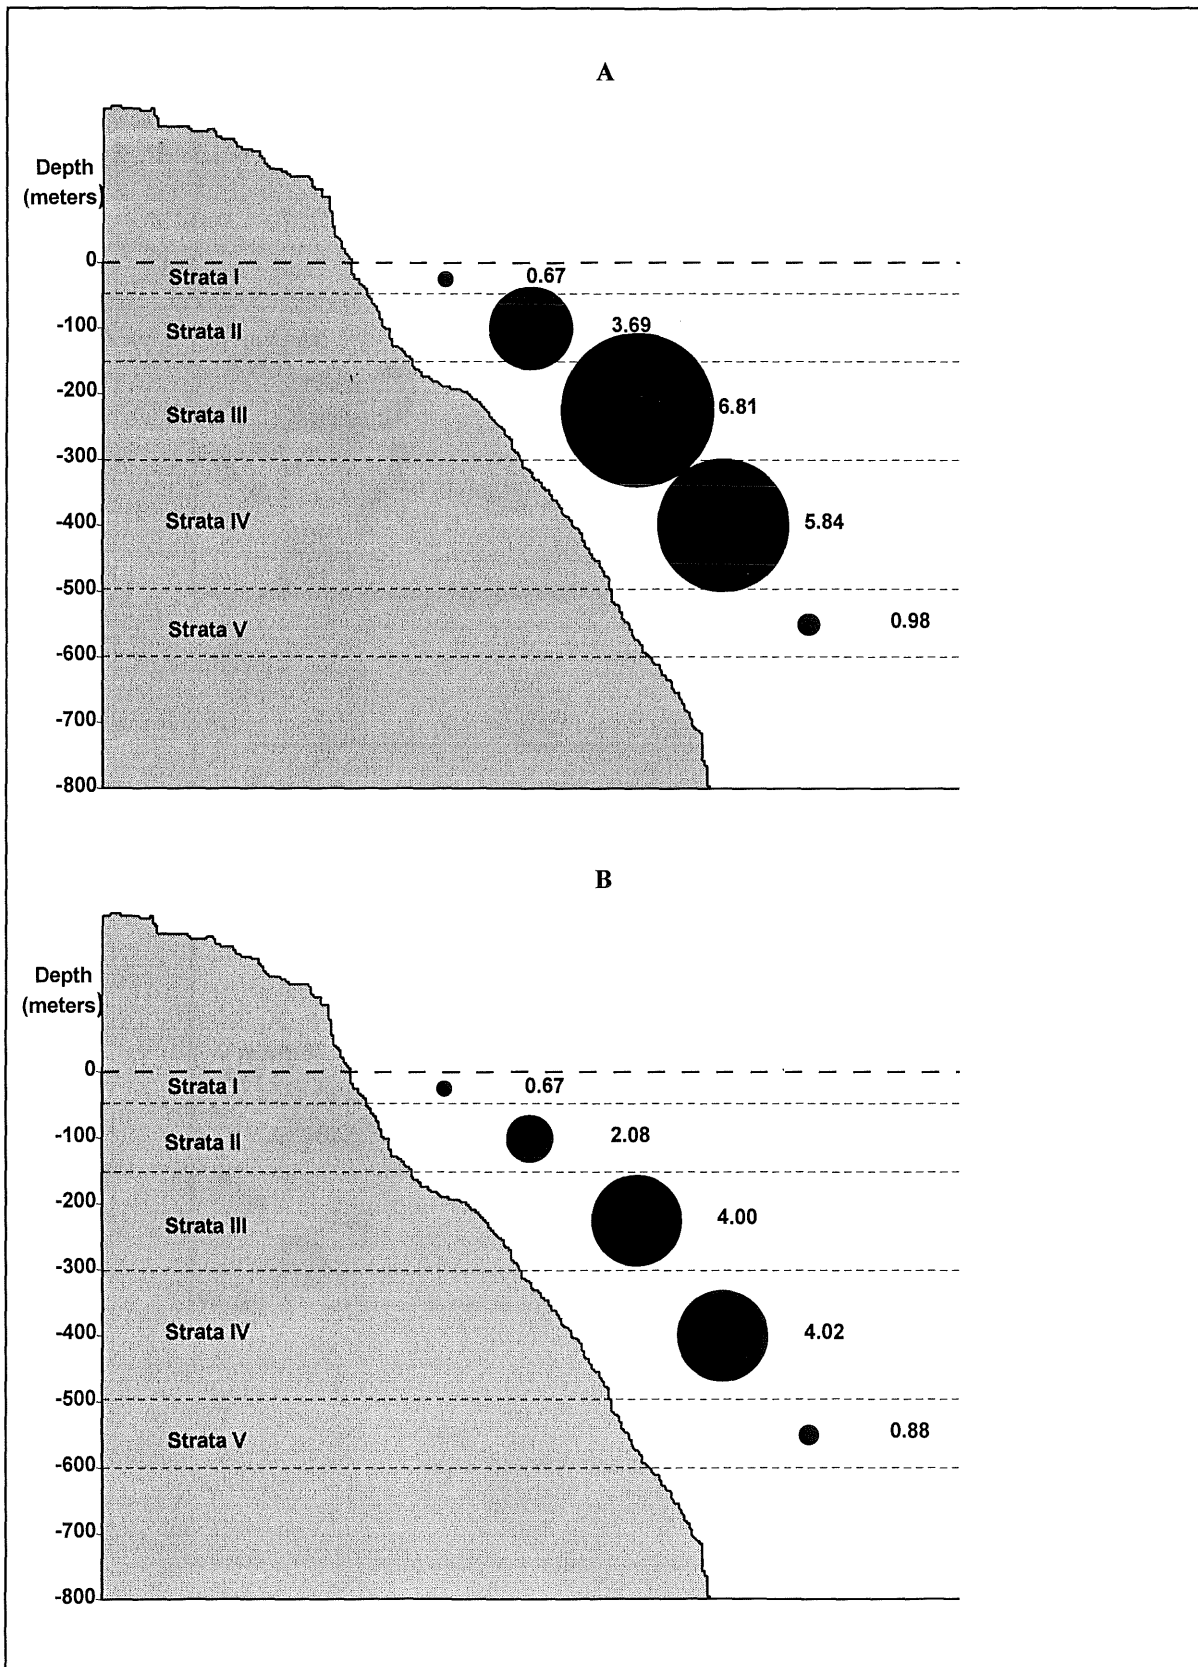 A
Depth
(meters)
0
Strata I
0.67
-100
Strata II
3.69
-200
Strata III
6.81
-300
-400
Strata IV
5.84
-500
Strata V
0.98
-600
-700
-800
B
Depth
(meters)
0
Strata I
0.67
-100
Strata II
2.08
-200
Strata III
4.00
-300
-400
Strata IV
4.02
-500
Strata V
0.88
-600
-700
-800